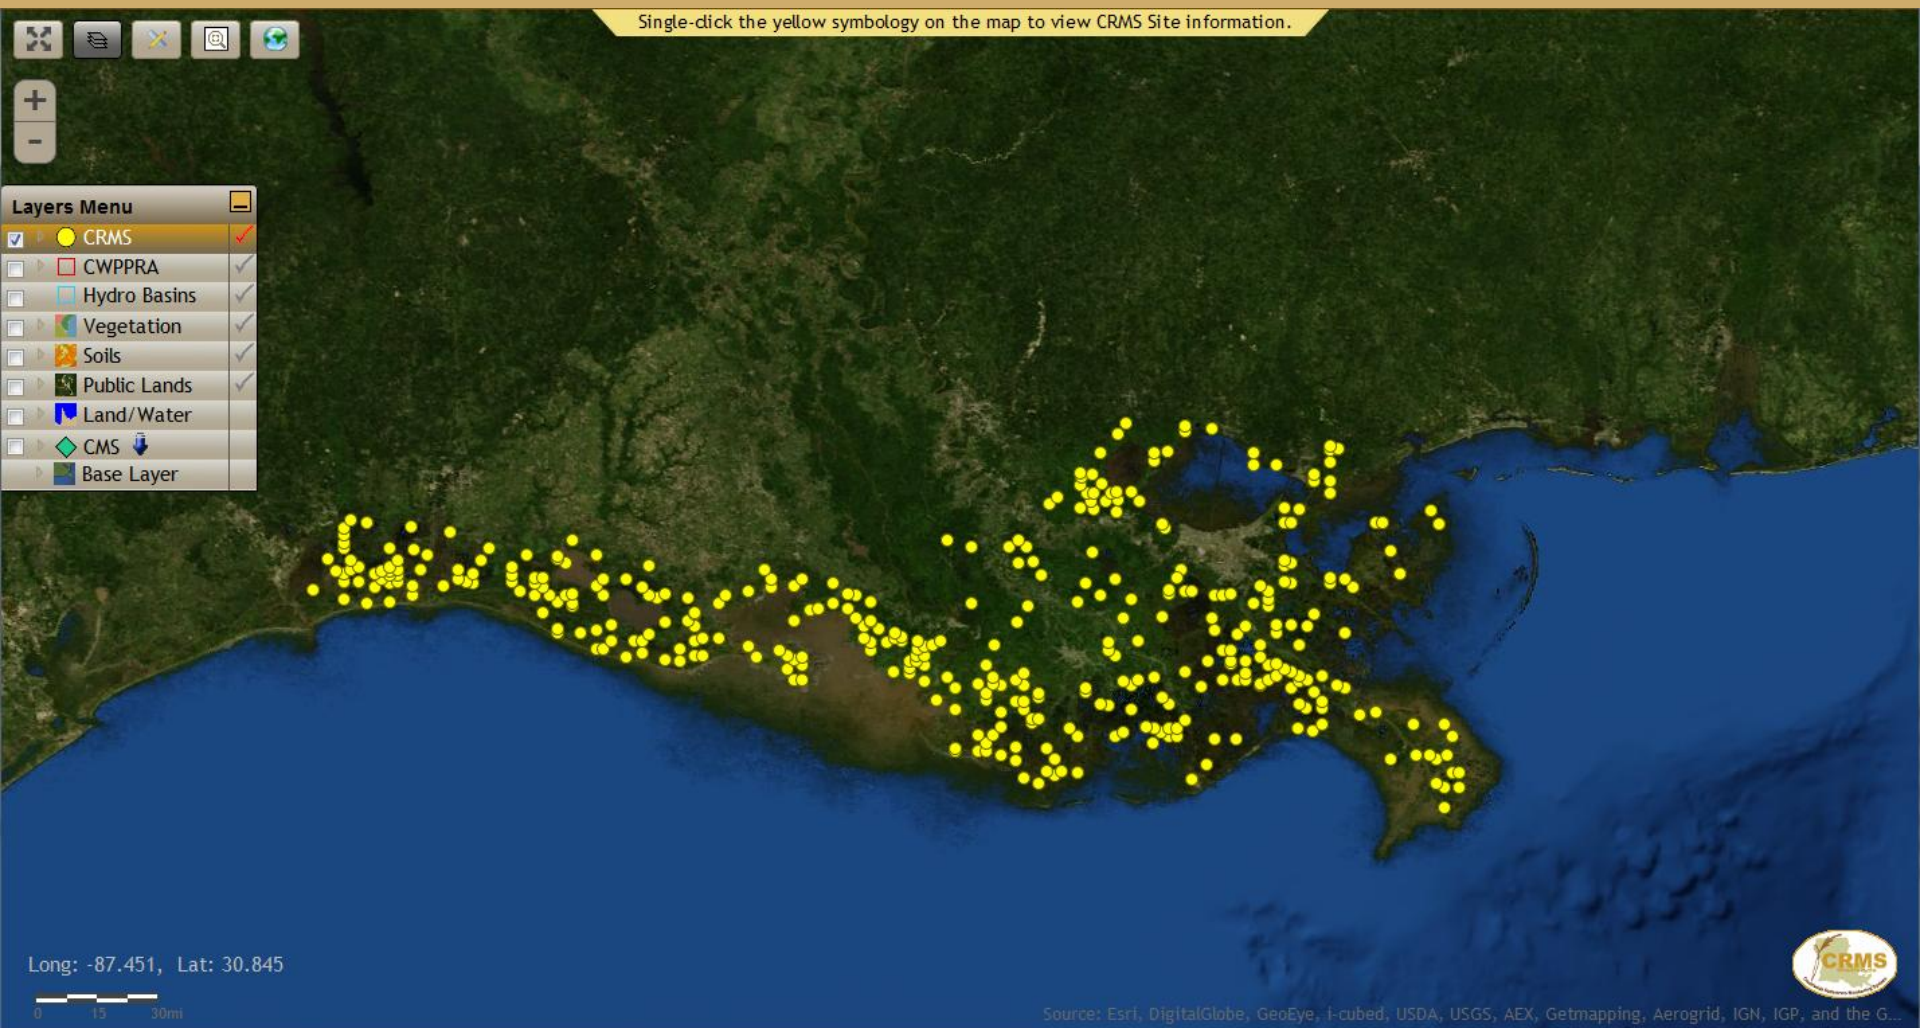 Single-click the yellow symbology on the map to view CRMS Site information.
+
-
Layers Menu
CRMS
CWPPRA
Hydro Basins
Vegetation
Soils
Public Lands
Land/Water
CMS
Base Layer
Long: -87.451, Lat: 30.845
0 15 30mi
CRMS
Source: Esri, DigitalGlobe, GeoEye, i-cubed, USDA, USGS, AEX, Getmapping, Aerogrid, IGN, IGP, and the G...